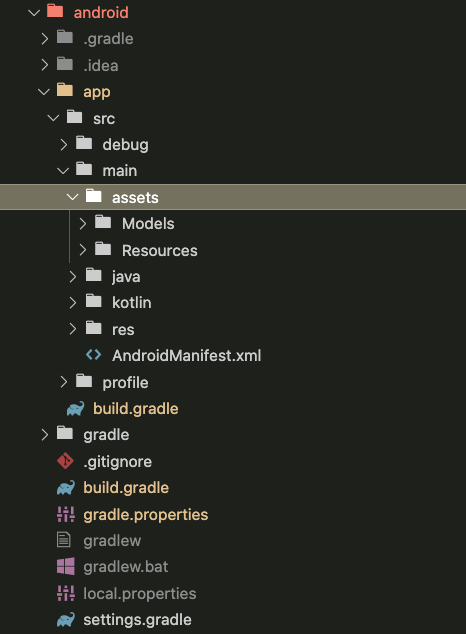 android
.gradle
.idea
app
src
debug
main
assets
Models
Resources
java
kotlin
res
AndroidManifest.xml
profile
build.gradle
gradle
.gitignore
build.gradle
gradle.properties
gradlew
gradlew.bat
local.properties
settings.gradle